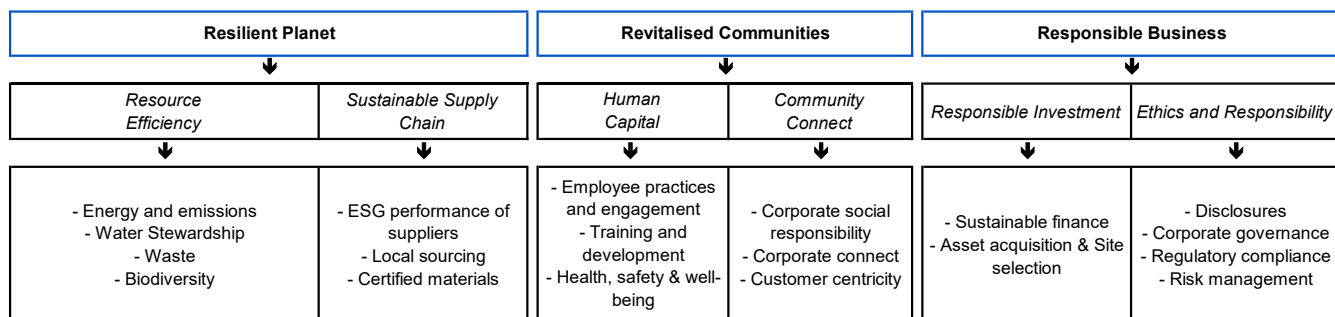 Resilient Planet
Revitalised Communities
Responsible Business
Resource
Efficiency
Sustainable Supply
Chain
Human
Capital
Community
Connect
Responsible Investment
Ethics and Responsibility
- Energy and emissions
- Water Stewardship
- Waste
- Biodiversity
- ESG performance of
suppliers
- Local sourcing
- Certified materials
- Employee practices
and engagement
- Training and
development
- Health, safety & well-
being
- Corporate social
responsibility
- Corporate connect
- Customer centricity
- Sustainable finance
- Asset acquisition & Site
selection
- Disclosures
- Corporate governance
- Regulatory compliance
- Risk management